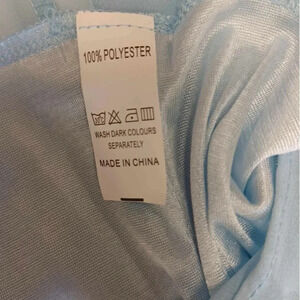 100% POLYESTER
WASH DARK COLOURS
SEPARATELY
MADE IN CHINA